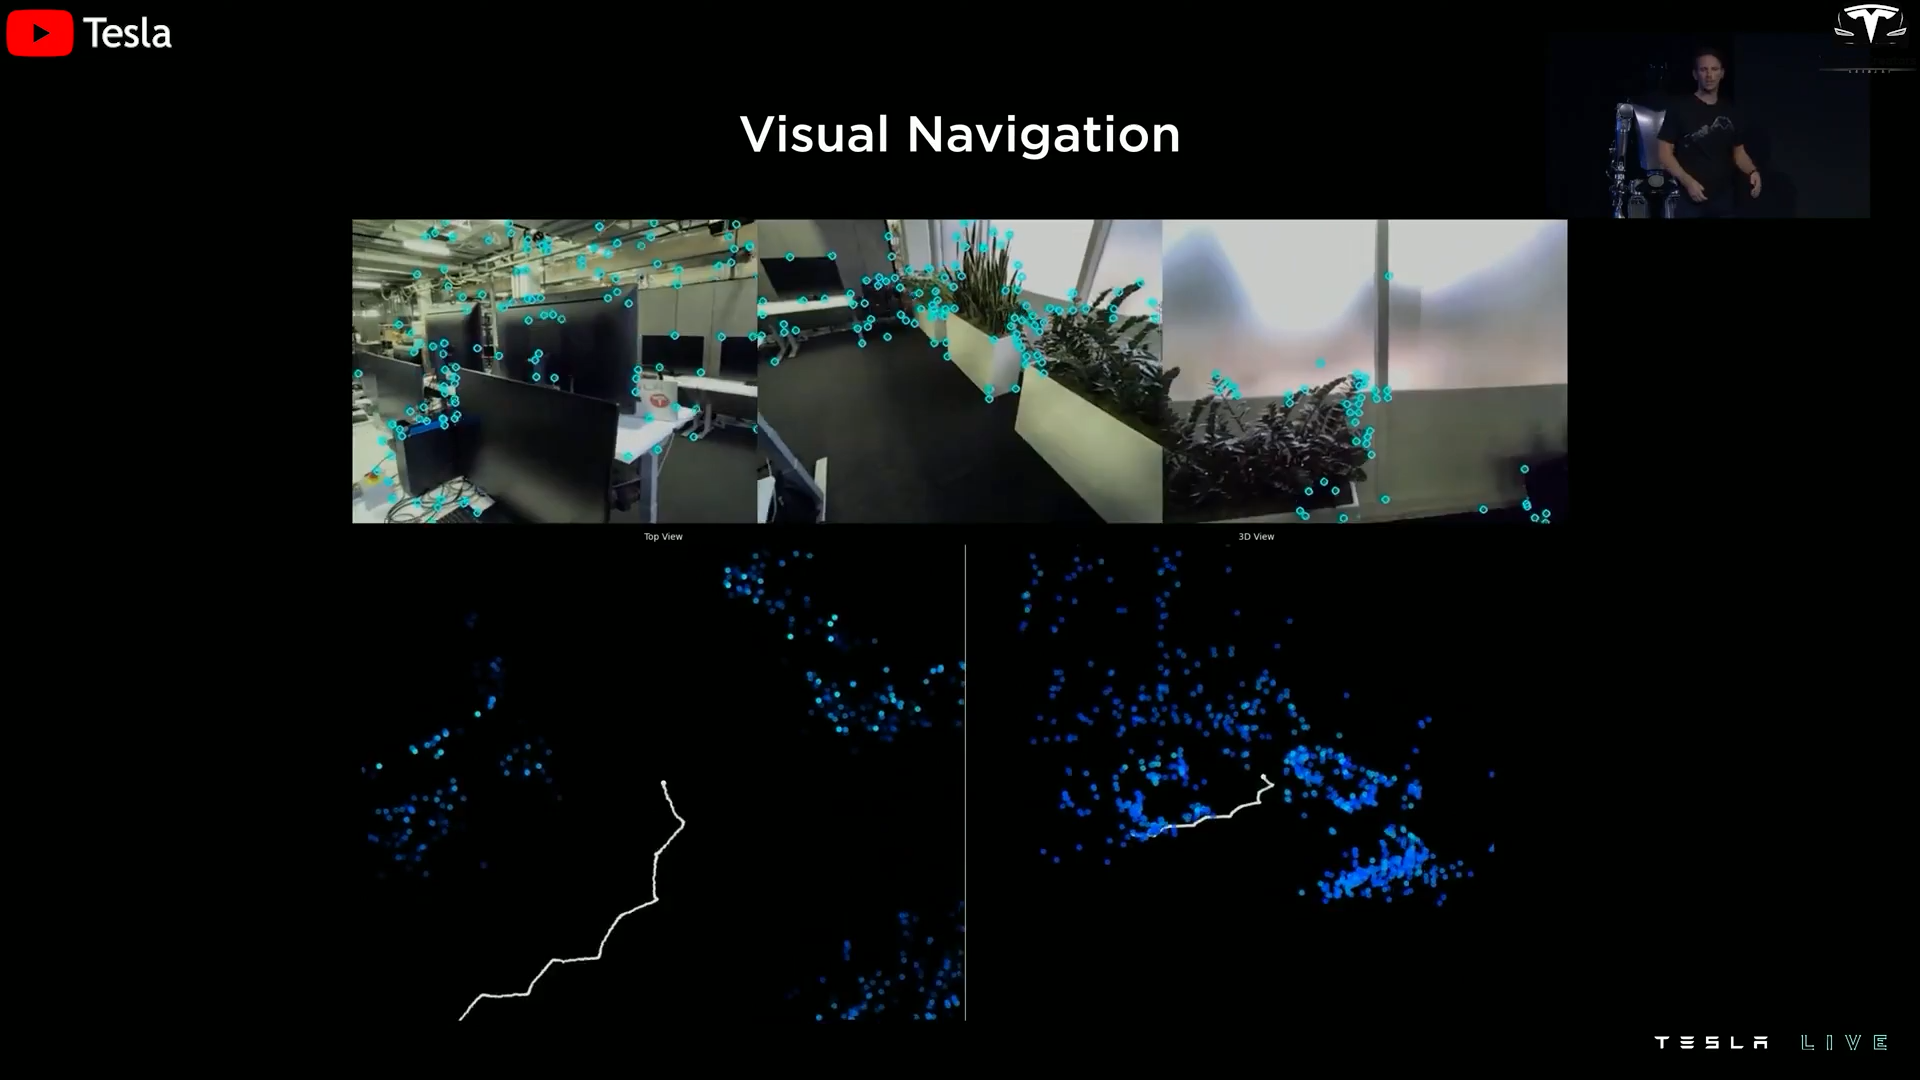 Tesla
Visual Navigation
Top View
3D View
TESLA LIVE